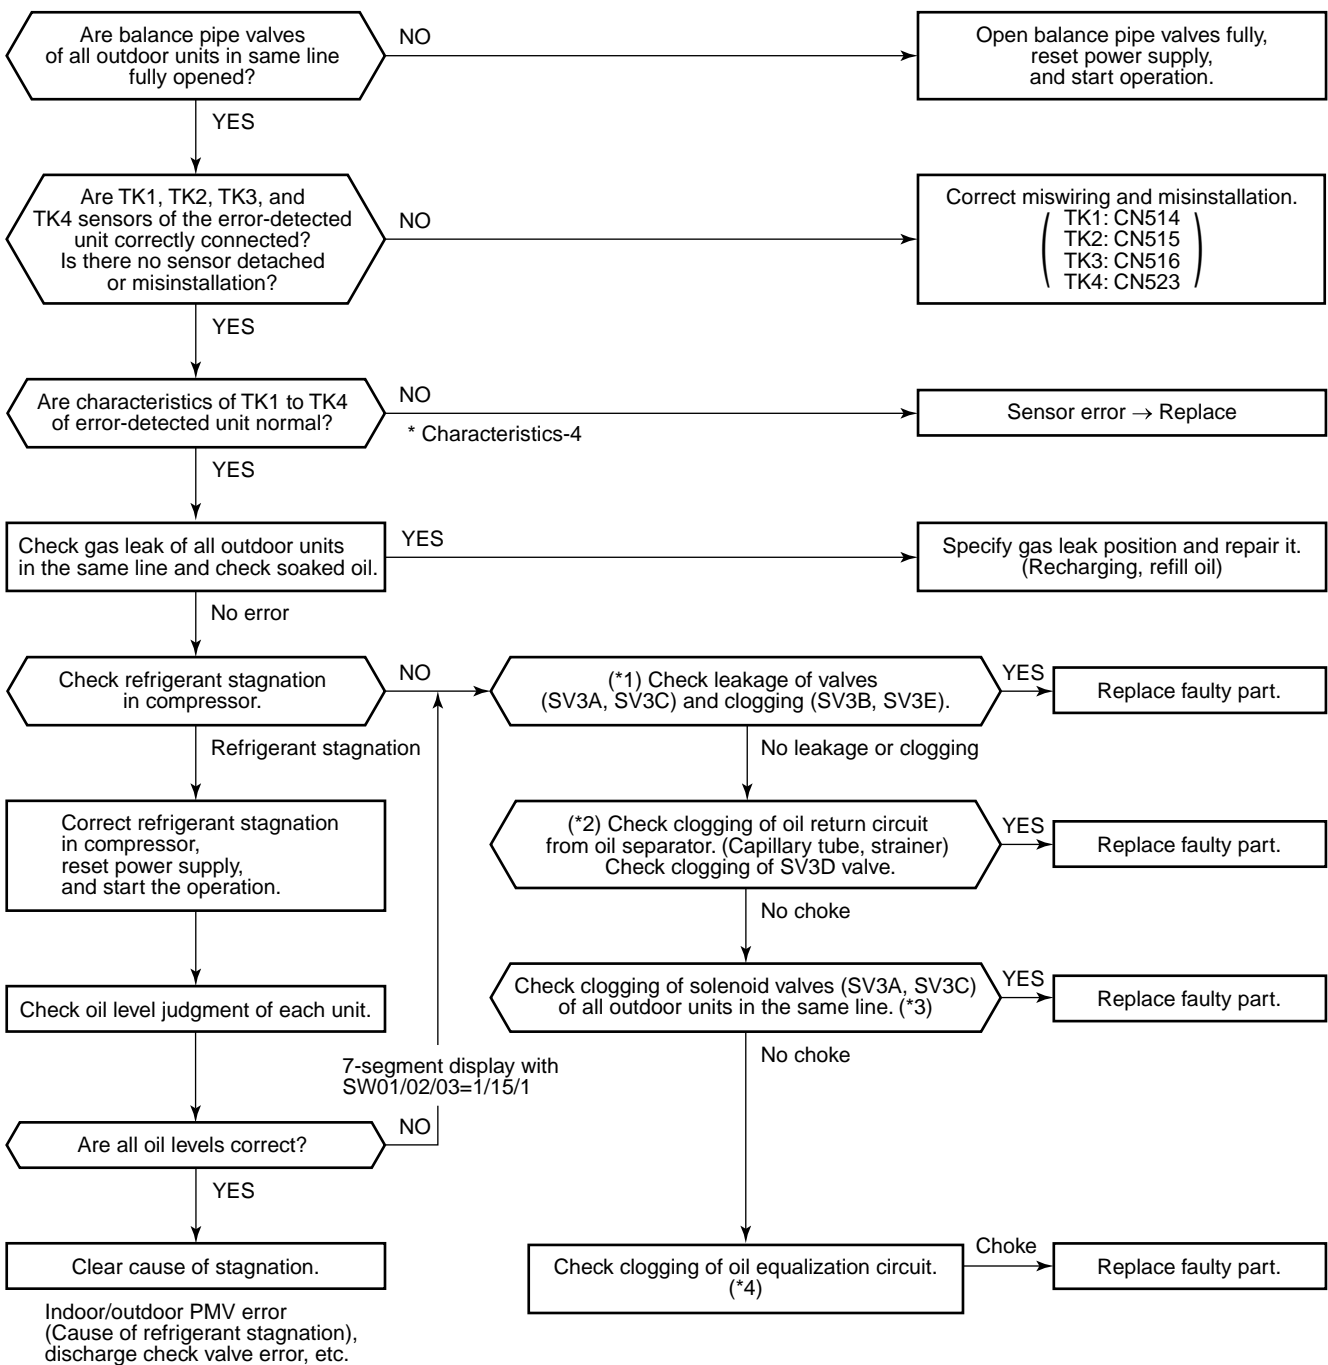 Are balance pipe valves
of all outdoor units in same line
fully opened?
NO
Open balance pipe valves fully,
reset power supply,
and start operation.
YES
Are TK1, TK2, TK3, and
TK4 sensors of the error-detected
unit correctly connected?
Is there no sensor detached
or misinstallation?
NO
Correct miswiring and misinstallation.
TK1: CN514
TK2: CN515
TK3: CN516
TK4: CN523
YES
Are characteristics of TK1 to TK4
of error-detected unit normal?
NO
* Characteristics-4
Sensor error → Replace
YES
Check gas leak of all outdoor units
in the same line and check soaked oil.
YES
Specify gas leak position and repair it.
(Recharging, refill oil)
No error
Check refrigerant stagnation
in compressor.
NO
(*1) Check leakage of valves
(SV3A, SV3C) and clogging (SV3B, SV3E).
YES
Replace faulty part.
Refrigerant stagnation
No leakage or clogging
Correct refrigerant stagnation
in compressor,
reset power supply,
and start the operation.
(*2) Check clogging of oil return circuit
from oil separator. (Capillary tube, strainer)
Check clogging of SV3D valve.
YES
Replace faulty part.
No choke
Check oil level judgment of each unit.
Check clogging of solenoid valves (SV3A, SV3C)
of all outdoor units in the same line. (*3)
YES
Replace faulty part.
No choke
7-segment display with
SW01/02/03=1/15/1
Are all oil levels correct?
NO
YES
Clear cause of stagnation.
Check clogging of oil equalization circuit.
(*4)
Choke
Replace faulty part.
Indoor/outdoor PMV error
(Cause of refrigerant stagnation),
discharge check valve error, etc.